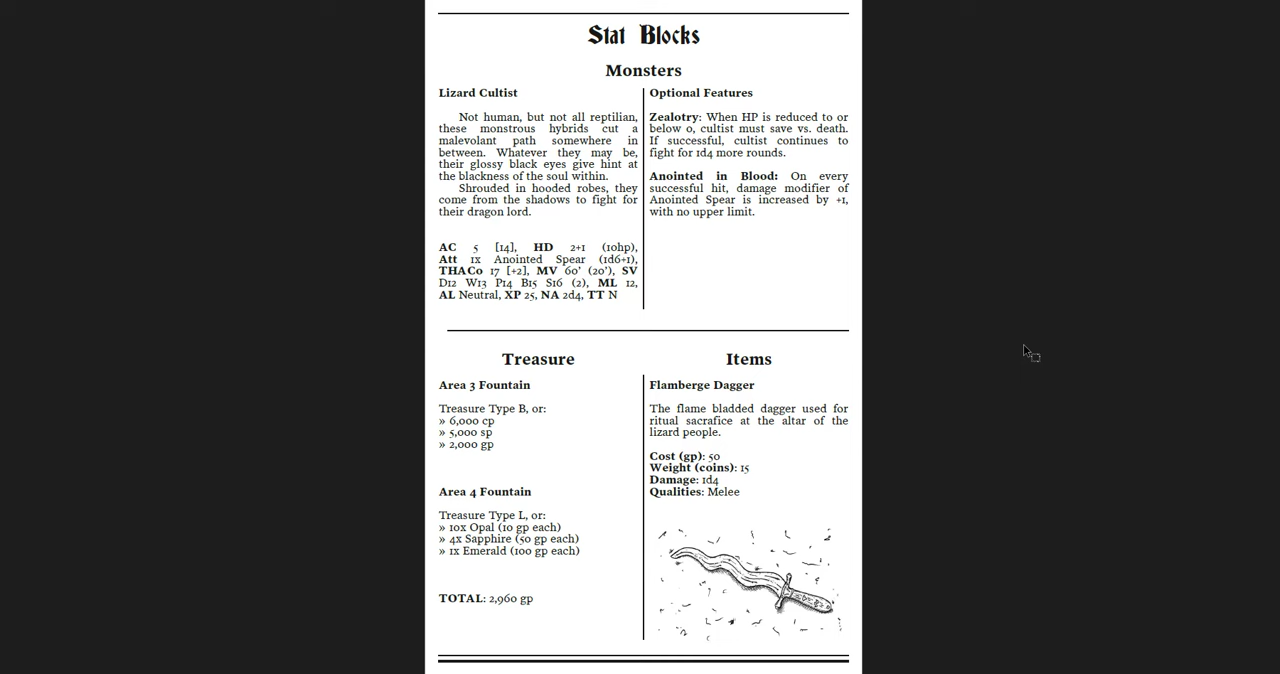 Stat Blocks
Monsters
Lizard Cultist
Not human, but not all reptilian,
these monstrous hybrids cut a
malevolant path somewhere in
between. Whatever they may be,
their glossy black eyes give hint at
the blackness of the soul within.
Shrouded in hooded robes, they
come from the shadows to fight for
their dragon lord.
AC 5 [14], HD 2+1 (10hp),
Att 1x Anointed Spear (1d6+1),
THAC0 17 [+2], MV 60’ (20’), SV
D12 W13 P14 B15 S16 (2), ML 12,
AL Neutral, XP 25, NA 2d4, TT N
Optional Features
Zealotry: When HP is reduced to or
below 0, cultist must save vs. death.
If successful, cultist continues to
fight for 1d4 more rounds.
Anointed in Blood: On every
successful hit, damage modifier of
Anointed Spear is increased by +1,
with no upper limit.
Treasure
Area 3 Fountain
Treasure Type B, or:
» 6,000 cp
» 5,000 sp
» 2,000 gp
Area 4 Fountain
Treasure Type L, or:
» 10x Opal (10 gp each)
» 4x Sapphire (50 gp each)
» 1x Emerald (100 gp each)
TOTAL: 2,960 gp
Items
Flamberge Dagger
The flame bladded dagger used for
ritual sacrafice at the altar of the
lizard people.
Cost (gp): 50
Weight (coins): 15
Damage: 1d4
Qualities: Melee